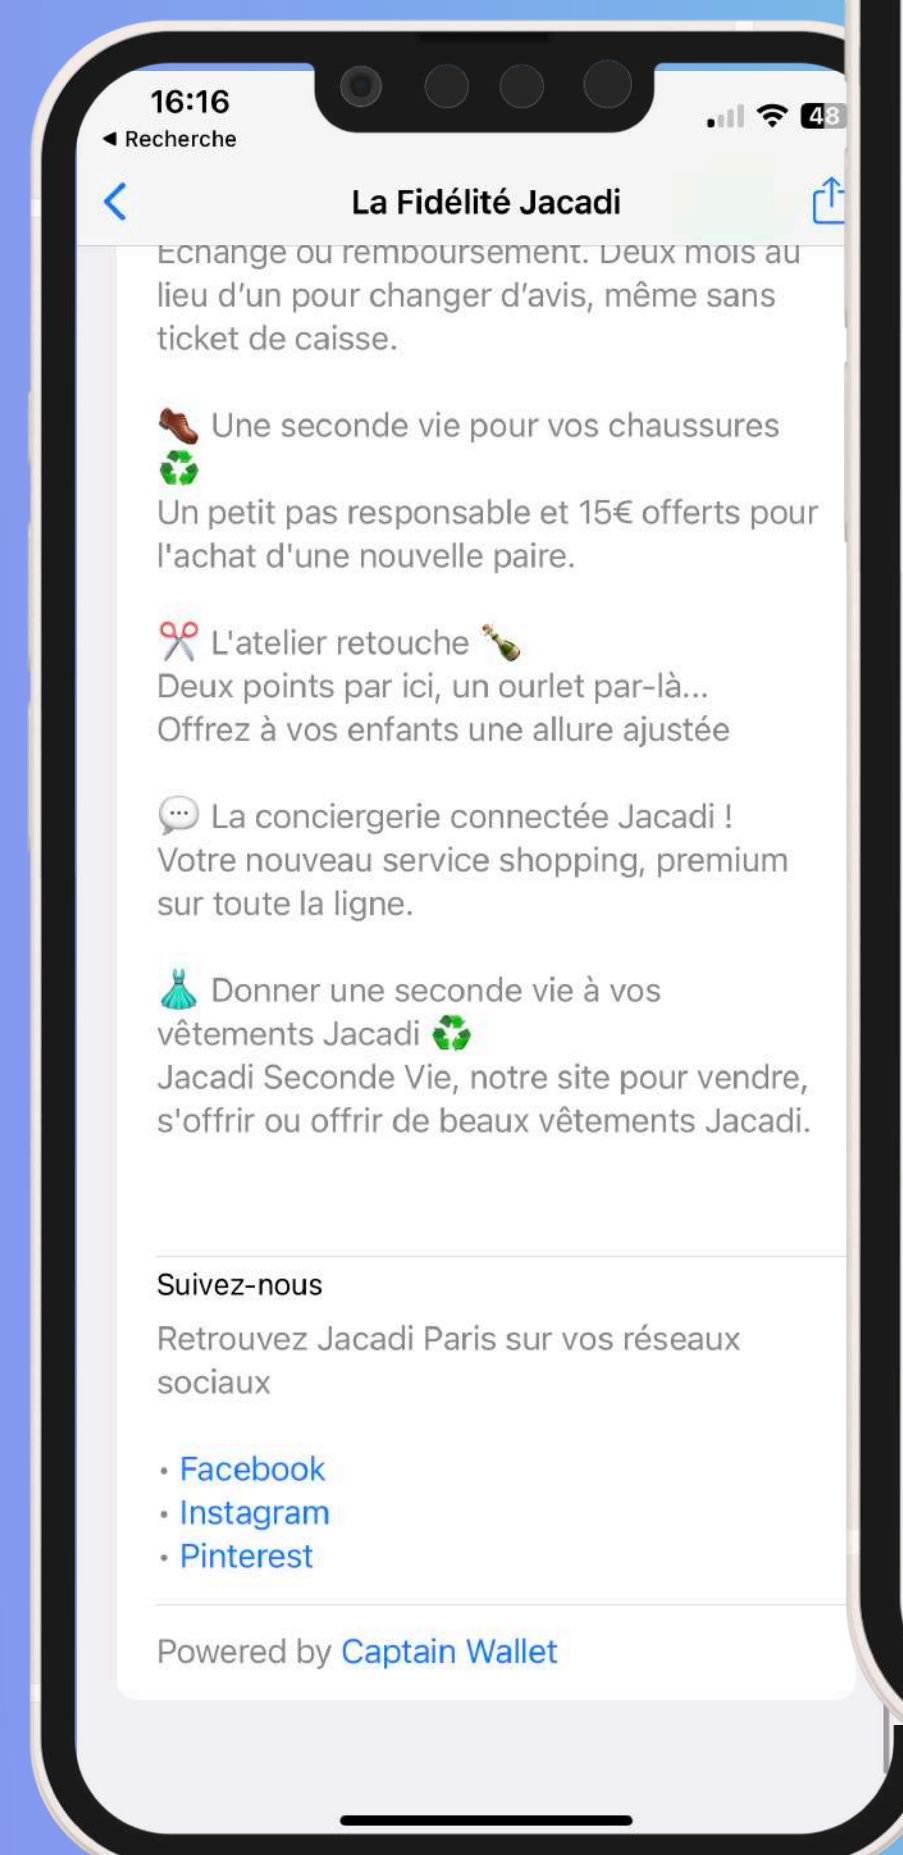 16:16
◀ Recherche
48
La Fidélité Jacadi
Echange ou remboursement. Deux mois au
lieu d’un pour changer d’avis, même sans
ticket de caisse.
👞 Une seconde vie pour vos chaussures
♻️
Un petit pas responsable et 15€ offerts pour
l'achat d'une nouvelle paire.
✂️ L'atelier retouche 🍾
Deux points par ici, un ourlet par-là...
Offrez à vos enfants une allure ajustée
💬 La conciergerie connectée Jacadi !
Votre nouveau service shopping, premium
sur toute la ligne.
👗 Donner une seconde vie à vos
vêtements Jacadi ♻️
Jacadi Seconde Vie, notre site pour vendre,
s'offrir ou offrir de beaux vêtements Jacadi.
Suivez-nous
Retrouvez Jacadi Paris sur vos réseaux
sociaux
• Facebook
• Instagram
• Pinterest
Powered by Captain Wallet